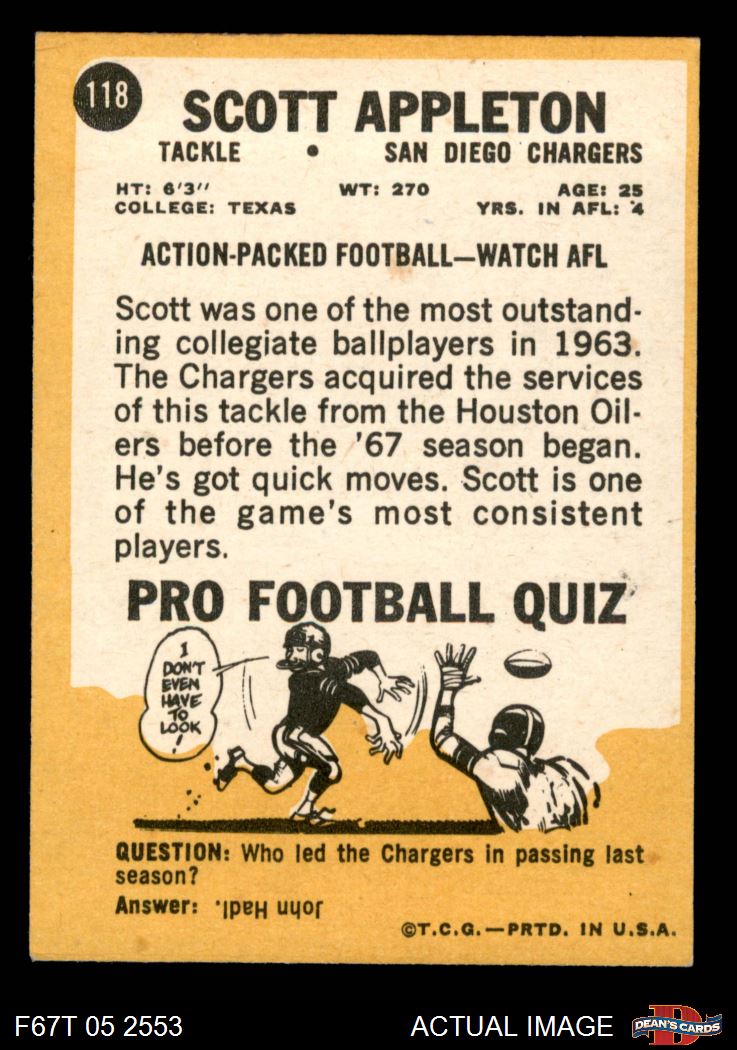 118
SCOTT APPLETON
TACKLE • SAN DIEGO CHARGERS
HT: 6'3" WT: 270 AGE: 25
COLLEGE: TEXAS YRS. IN AFL: 4
ACTION-PACKED FOOTBALL—WATCH AFL
Scott was one of the most outstand-
ing collegiate ballplayers in 1963.
The Chargers acquired the services
of this tackle from the Houston Oil-
ers before the '67 season began.
He's got quick moves. Scott is one
of the game's most consistent
players.
PRO FOOTBALL QUIZ
I
DON'T
EVEN
HAVE
TO
LOOK
!
QUESTION: Who led the Chargers in passing last
season?
Answer: John Hadl.
©T.C.G.—PRTD. IN U.S.A.
F67T 05 2553 ACTUAL IMAGE D DEAN'S CARDS